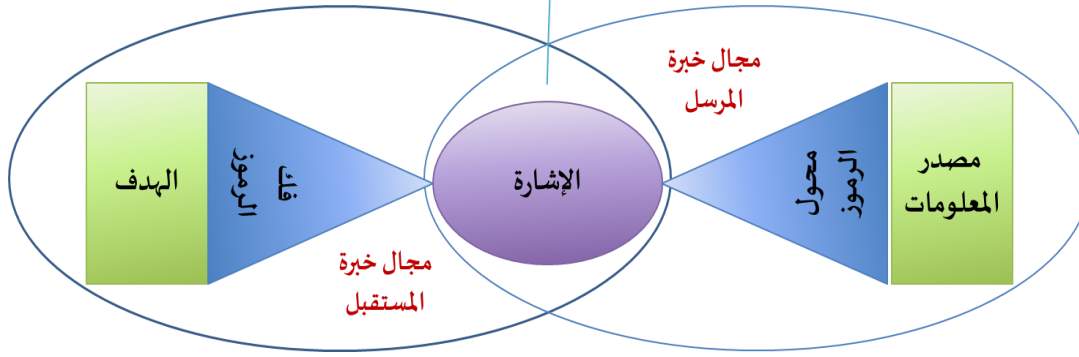 مجال خبرة
المرسل
مصدر
المعلومات
محول
الرموز
الإشارة
فك
الرموز
الهدف
مجال خبرة
المستقبل